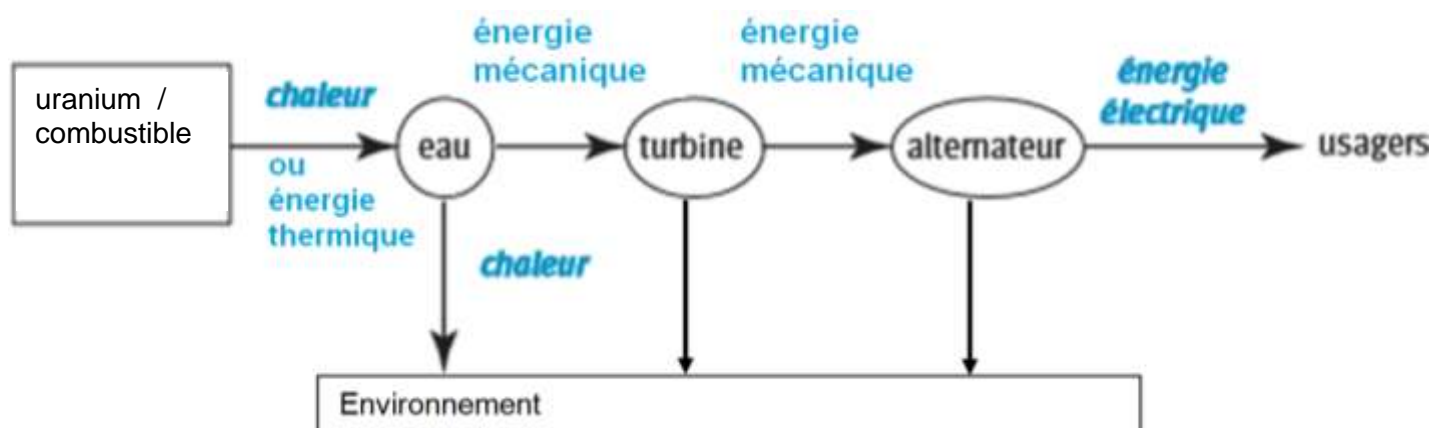 énergie
mécanique
énergie
mécanique
énergie
électrique
uranium /
combustible
chaleur
eau
turbine
alternateur
usagers
ou
énergie
thermique
chaleur
Environnement